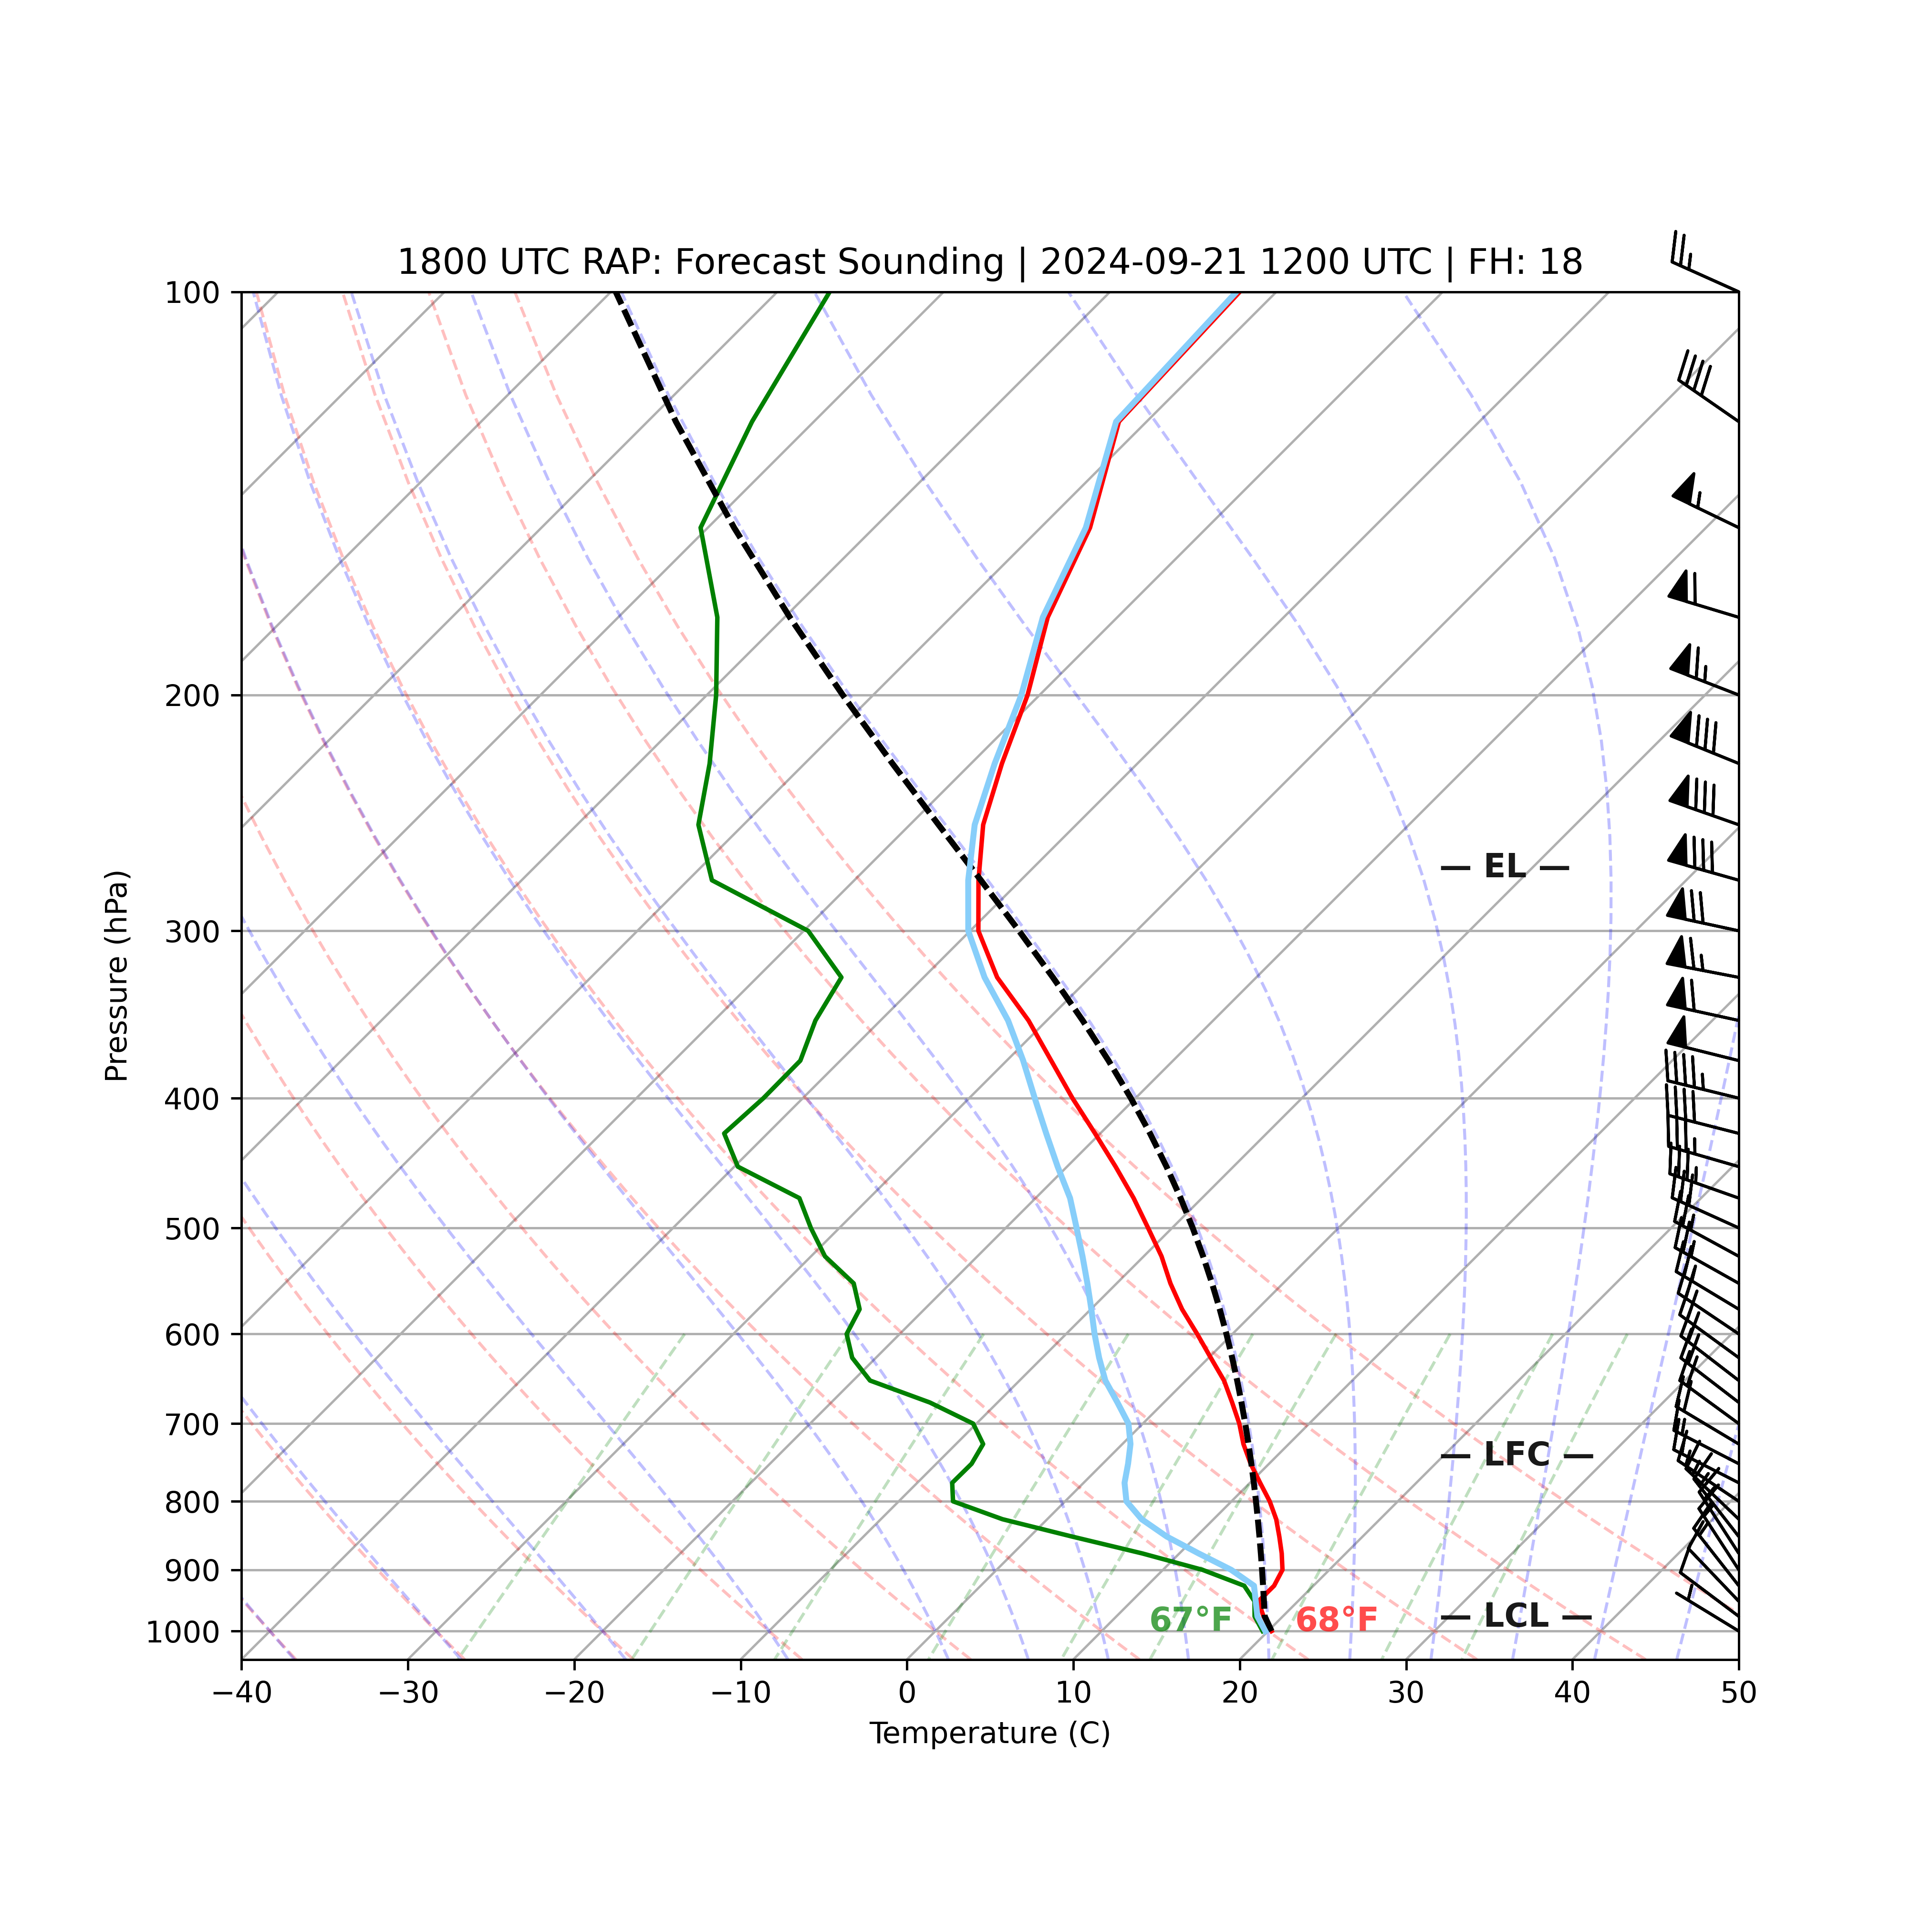 1800 UTC RAP: Forecast Sounding | 2024-09-21 1200 UTC | FH: 18
100
200
— EL —
300
Pressure (hPa)
400
500
600
700
— LFC —
800
900
67°F 68°F — LCL —
1000
−40 −30 −20 −10 0 10 20 30 40 50
Temperature (C)